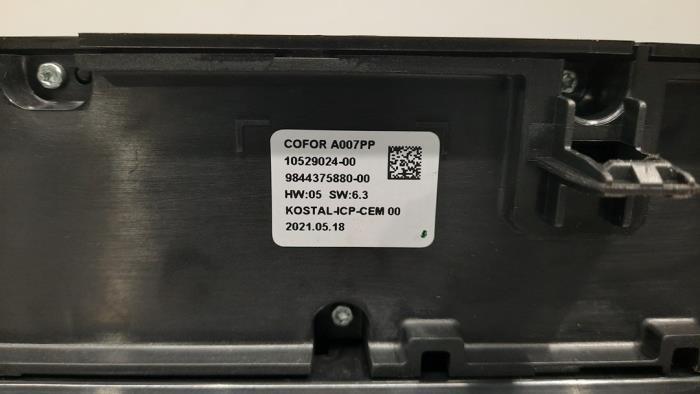 COFOR A007PP
10529024-00
9844375880-00
HW:05 SW:6.3
KOSTAL-ICP-CEM 00
2021.05.18